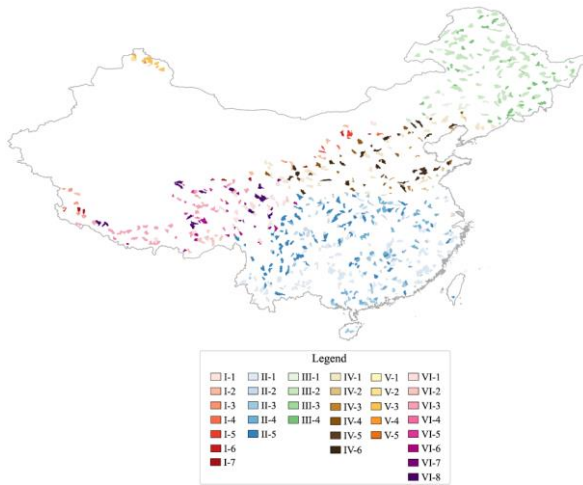 Legend
I-1 II-1 III-1 IV-1 V-1 VI-1
I-2 II-2 III-2 IV-2 V-2 VI-2
I-3 II-3 III-3 IV-3 V-3 VI-3
I-4 II-4 III-4 IV-4 V-4 VI-4
I-5 II-5 IV-5 V-5 VI-5
I-6 IV-6 VI-6
I-7 VI-7
VI-8